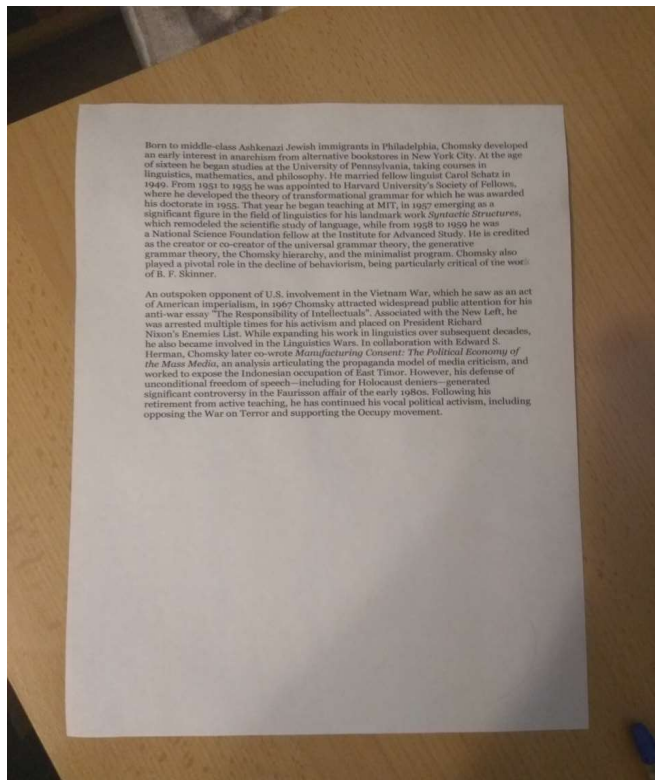 Born to middle-class Ashkenazi Jewish immigrants in Philadelphia, Chomsky developed
an early interest in anarchism from alternative bookstores in New York City. At the age
of sixteen he began studies at the University of Pennsylvania, taking courses in
linguistics, mathematics, and philosophy. He married fellow linguist Carol Schatz in
1949. From 1951 to 1955 he was appointed to Harvard University's Society of Fellows,
where he developed the theory of transformational grammar for which he was awarded
his doctorate in 1955. That year he began teaching at MIT, in 1957 emerging as a
significant figure in the field of linguistics for his landmark work Syntactic Structures,
which remodeled the scientific study of language, while from 1958 to 1959 he was
a National Science Foundation fellow at the Institute for Advanced Study. He is credited
as the creator or co-creator of the universal grammar theory, the generative
grammar theory, the Chomsky hierarchy, and the minimalist program. Chomsky also
played a pivotal role in the decline of behaviorism, being particularly critical of the work
of B. F. Skinner.
An outspoken opponent of U.S. involvement in the Vietnam War, which he saw as an act
of American imperialism, in 1967 Chomsky attracted widespread public attention for his
anti-war essay "The Responsibility of Intellectuals". Associated with the New Left, he
was arrested multiple times for his activism and placed on President Richard
Nixon's Enemies List. While expanding his work in linguistics over subsequent decades,
he also became involved in the Linguistics Wars. In collaboration with Edward S.
Herman, Chomsky later co-wrote Manufacturing Consent: The Political Economy of
the Mass Media, an analysis articulating the propaganda model of media criticism, and
worked to expose the Indonesian occupation of East Timor. However, his defense of
unconditional freedom of speech—including for Holocaust deniers—generated
significant controversy in the Faurisson affair of the early 1980s. Following his
retirement from active teaching, he has continued his vocal political activism, including
opposing the War on Terror and supporting the Occupy movement.